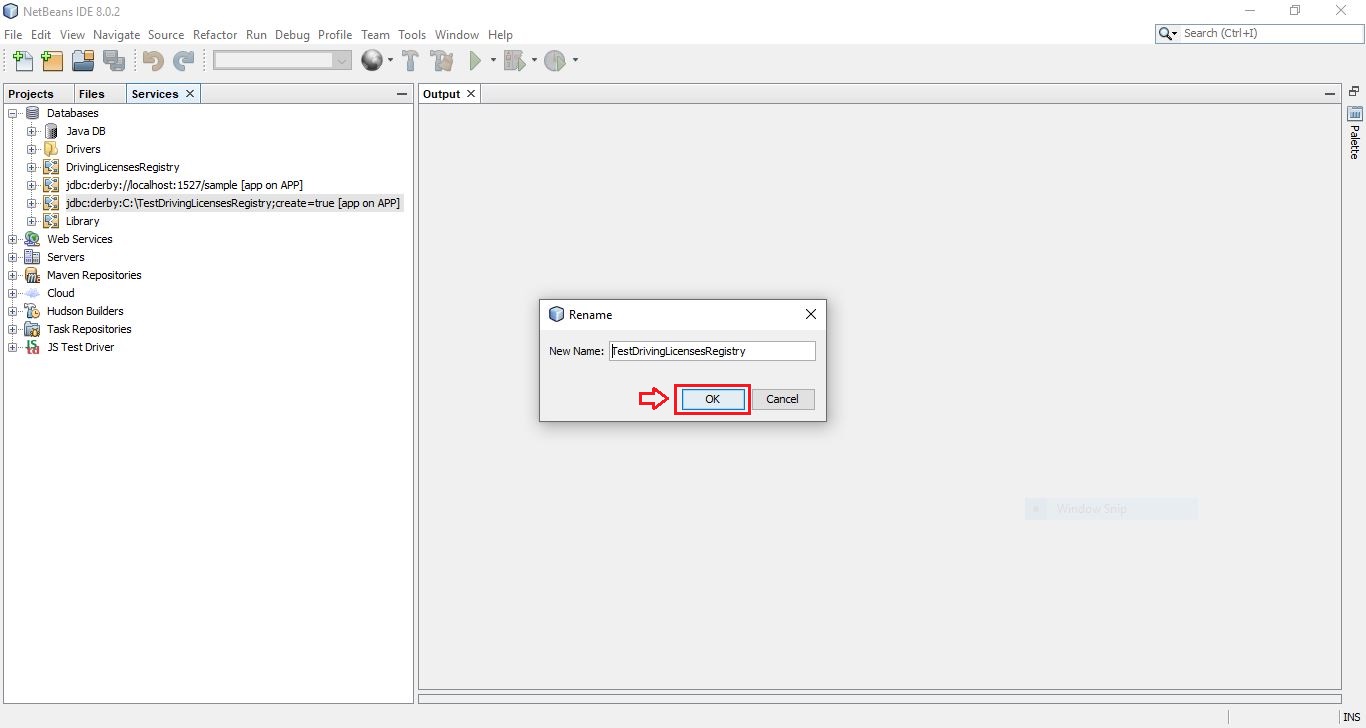 NetBeans IDE 8.0.2
File Edit View Navigate Source Refactor Run Debug Profile Team Tools Window Help
Search (Ctrl+I)
Projects Files Services
Output
Databases
Java DB
Drivers
DrivingLicensesRegistry
jdbc:derby://localhost:1527/sample [app on APP]
jdbc:derby:C:\TestDrivingLicensesRegistry;create=true [app on APP]
Library
Web Services
Servers
Maven Repositories
Cloud
Hudson Builders
Task Repositories
JS Test Driver
Palette
Rename
New Name: TestDrivingLicensesRegistry
OK Cancel
Window Snip
INS